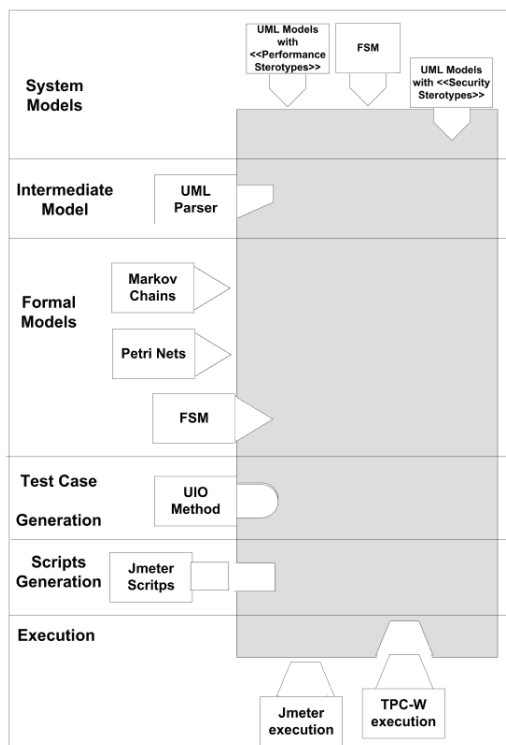 UML Models
with
<<Performance
Sterotypes>>
FSM
UML Models
with <<Security
Sterotypes>>
System
Models
Intermediate
Model
UML
Parser
Markov
Chains
Formal
Models
Petri Nets
FSM
Test Case
Generation
UIO
Method
Scripts
Generation
Jmeter
Scritps
Execution
Jmeter
execution
TPC-W
execution